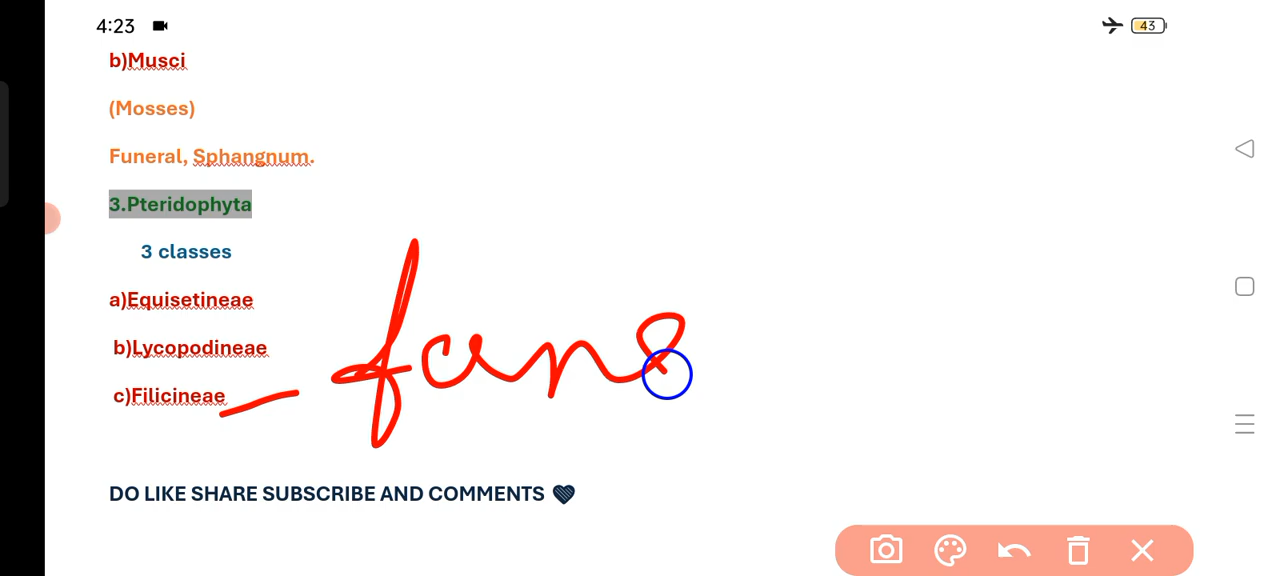 4:23
43
b)Musci
(Mosses)
Funeral, Sphangnum.
3.Pteridophyta
3 classes
a)Equisetineae
b)Lycopodineae
c)Filicineae
DO LIKE SHARE SUBSCRIBE AND COMMENTS